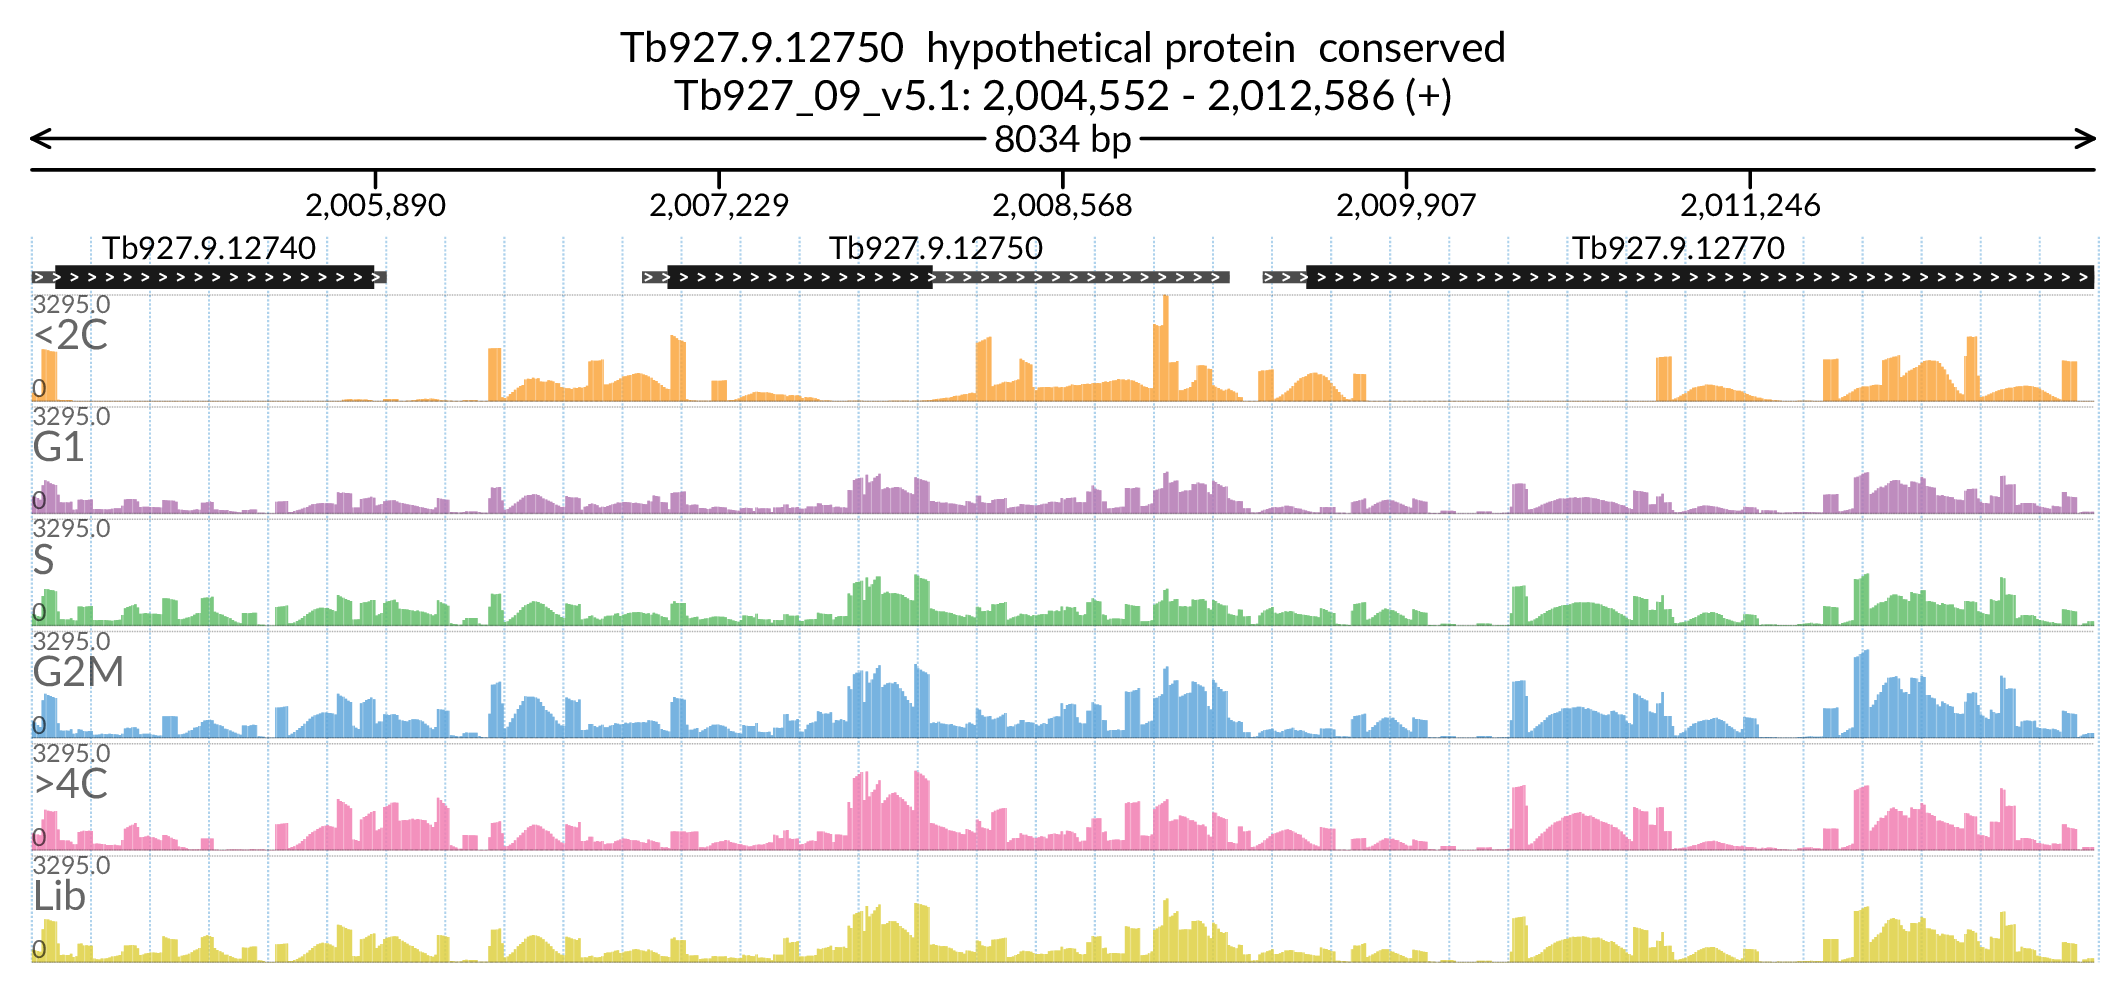 Tb927.9.12750  hypothetical protein  conserved
Tb927_09_v5.1: 2,004,552 - 2,012,586 (+)
8034 bp
2,005,890 2,007,229 2,008,568 2,009,907 2,011,246
Tb927.9.12740 Tb927.9.12750 Tb927.9.12770
3295.0
<2C
0
3295.0
G1
0
3295.0
S
0
3295.0
G2M
0
3295.0
>4C
0
3295.0
Lib
0